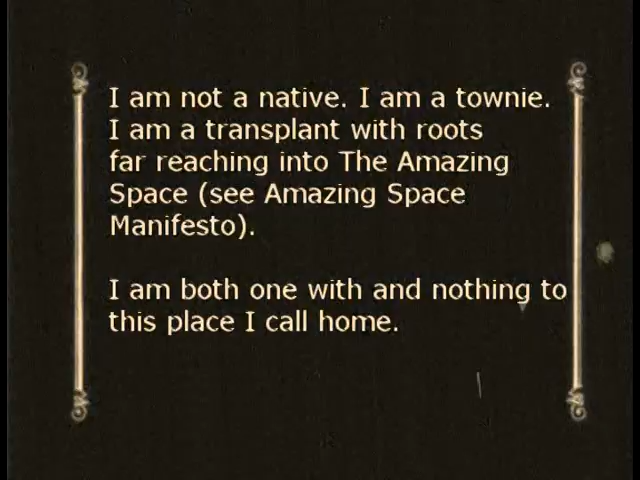 I am not a native. I am a townie.
I am a transplant with roots
far reaching into The Amazing
Space (see Amazing Space
Manifesto).
I am both one with and nothing to
this place I call home.